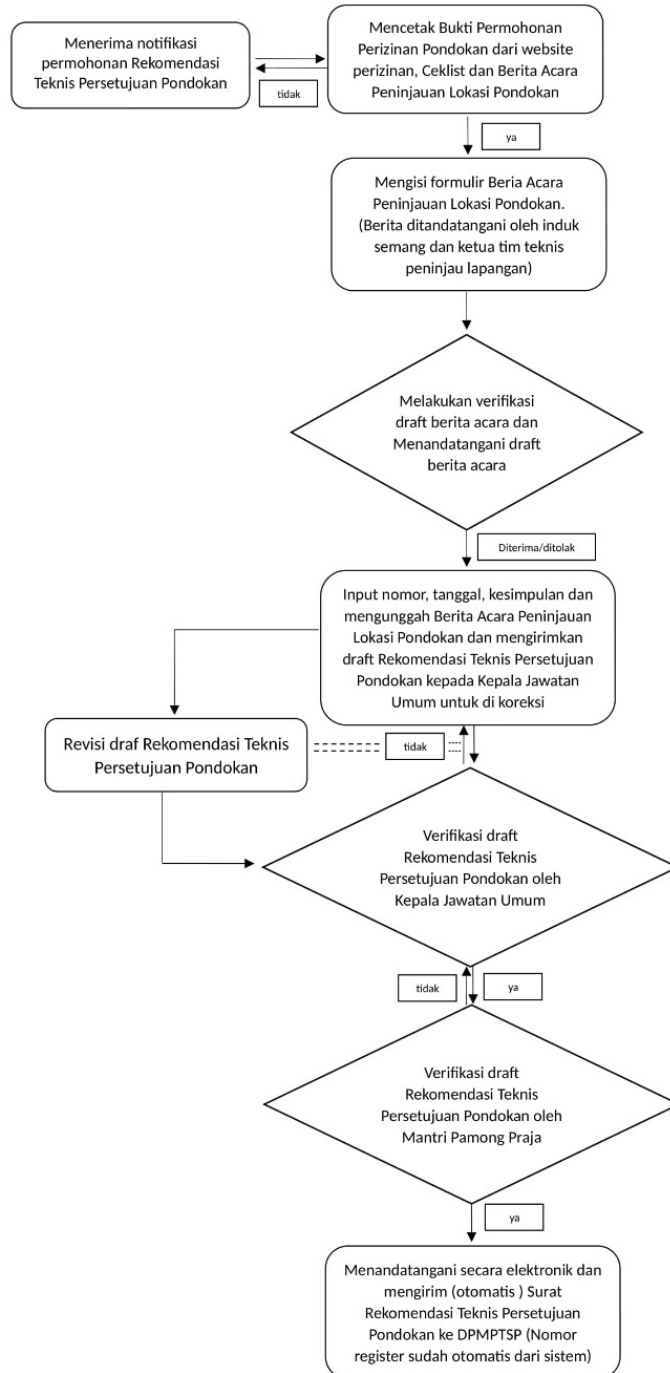 Menerima notifikasi
permohonan Rekomendasi
Teknis Persetujuan Pondokan
tidak
Mencetak Bukti Permohonan
Perizinan Pondokan dari website
perizinan, Ceklist dan Berita Acara
Peninjauan Lokasi Pondokan
ya
Mengisi formulir Beria Acara
Peninjauan Lokasi Pondokan.
(Berita ditandatangani oleh induk
semang dan ketua tim teknis
peninjau lapangan)
Melakukan verifikasi
draft berita acara dan
Menandatangani draft
berita acara
Diterima/ditolak
Input nomor, tanggal, kesimpulan dan
mengunggah Berita Acara Peninjauan
Lokasi Pondokan dan mengirimkan
draft Rekomendasi Teknis Persetujuan
Pondokan kepada Kepala Jawatan
Umum untuk di koreksi
Revisi draf Rekomendasi Teknis
Persetujuan Pondokan
tidak
Verifikasi draft
Rekomendasi Teknis
Persetujuan Pondokan oleh
Kepala Jawatan Umum
tidak
ya
Verifikasi draft
Rekomendasi Teknis
Persetujuan Pondokan oleh
Mantri Pamong Praja
ya
Menandatangani secara elektronik dan
mengirim (otomatis ) Surat
Rekomendasi Teknis Persetujuan
Pondokan ke DPMPTSP (Nomor
register sudah otomatis dari sistem)